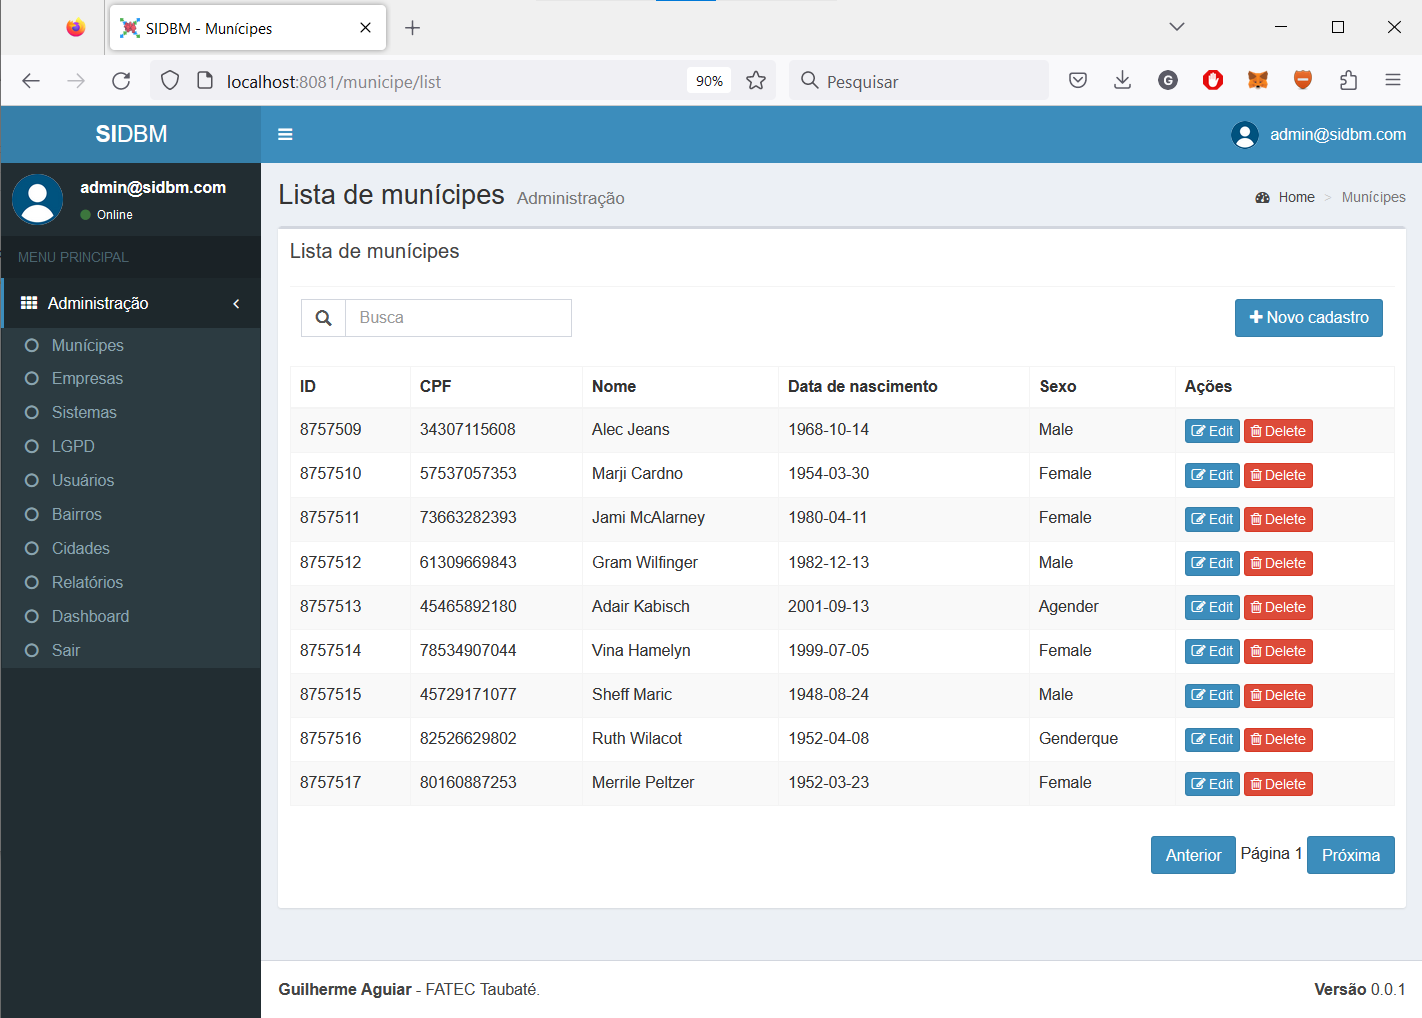 SIDBM - Munícipes
localhost:8081/municipe/list
90%
Pesquisar
G
SIDBM
admin@sidbm.com
admin@sidbm.com
Online
MENU PRINCIPAL
Administração
Munícipes
Empresas
Sistemas
LGPD
Usuários
Bairros
Cidades
Relatórios
Dashboard
Sair
Lista de munícipes Administração
Home > Munícipes
Lista de munícipes
Busca
Novo cadastro
ID CPF Nome Data de nascimento Sexo Ações
8757509 34307115608 Alec Jeans 1968-10-14 Male Edit Delete
8757510 57537057353 Marji Cardno 1954-03-30 Female Edit Delete
8757511 73663282393 Jami McAlarney 1980-04-11 Female Edit Delete
8757512 61309669843 Gram Wilfinger 1982-12-13 Male Edit Delete
8757513 45465892180 Adair Kabisch 2001-09-13 Agender Edit Delete
8757514 78534907044 Vina Hamelyn 1999-07-05 Female Edit Delete
8757515 45729171077 Sheff Maric 1948-08-24 Male Edit Delete
8757516 82526629802 Ruth Wilacot 1952-04-08 Genderque Edit Delete
8757517 80160887253 Merrile Peltzer 1952-03-23 Female Edit Delete
Anterior Página 1 Próxima
Guilherme Aguiar - FATEC Taubaté.
Versão 0.0.1